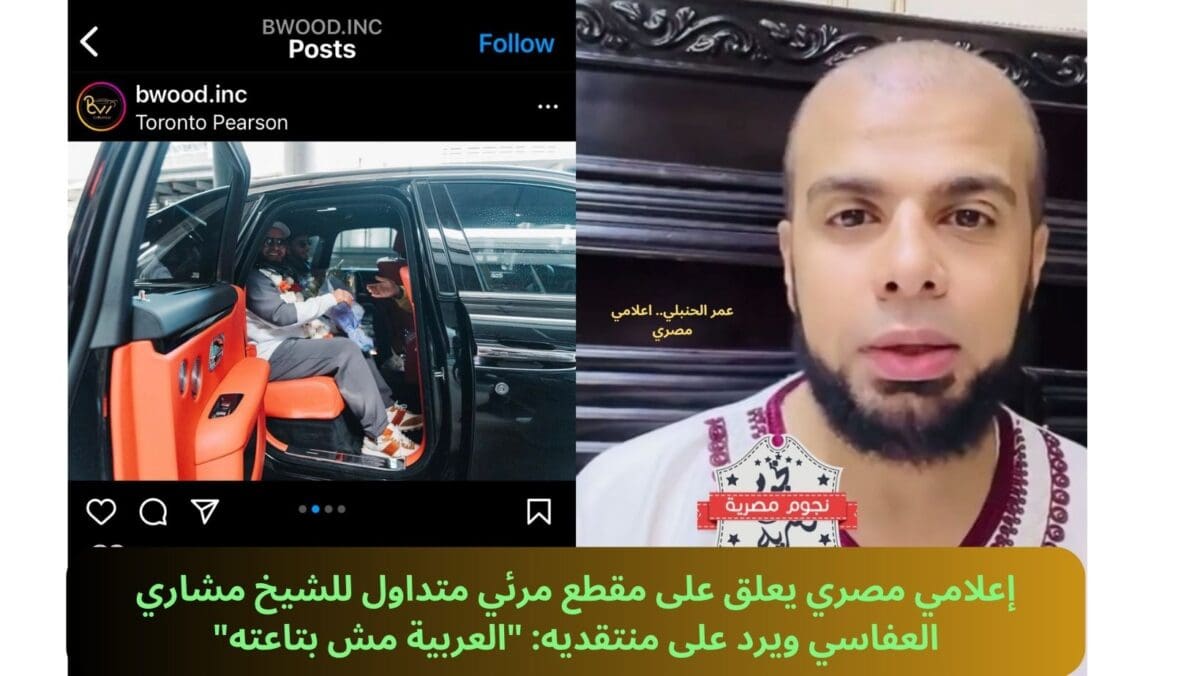 BWOOD.INC
Posts
Follow
bwood.inc
Toronto Pearson
عمر الحنبلي.. اعلامي
مصري
نجوم مصرية
إعلامي مصري يعلق على مقطع مرئي متداول للشيخ مشاري
العفاسي ويرد على منتقديه: "العربية مش بتاعته"